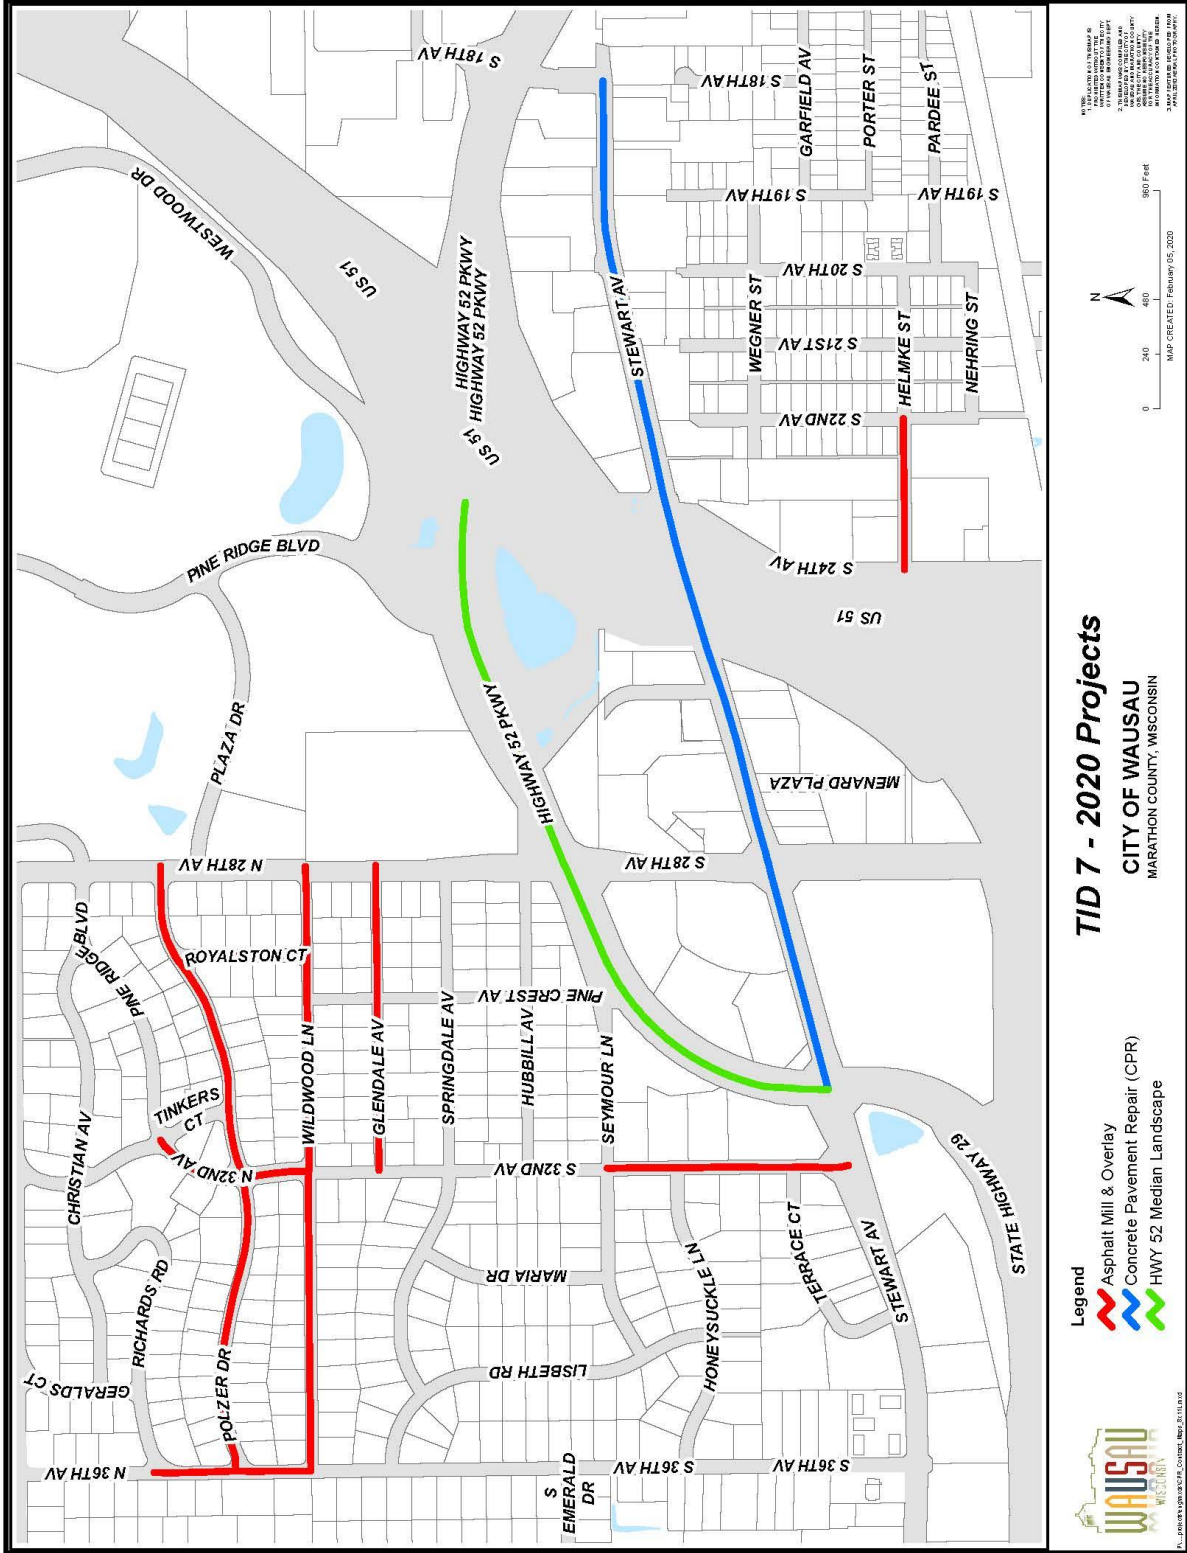 S 18TH AV
WESTWOOD DR
US 51
HIGHWAY 52 PKWY
HIGHWAY 52 PKWY
US 51
S 18TH AV
GARFIELD AV
PORTER ST
PARDEE ST
S 19TH AV
S 19TH AV
STEWART AV
S 20TH AV
WEGNER ST
S 21ST AV
HELMKE ST
NEHRING ST
S 22ND AV
PINE RIDGE BLVD
S 24TH AV
US 51
PLAZA DR
HIGHWAY 52 PKWY
MENARD PLAZA
N 28TH AV
S 28TH AV
PINE RIDGE BLVD
ROYALSTON CT
PINE CREST AV
CHRISTIAN AV
TINKERS
CT
WILDWOOD LN
GLENDALE AV
SPRINGDALE AV
HUBBILL AV
SEYMOUR LN
N 32ND AV
S 32ND AV
STATE HIGHWAY 29
RICHARDS RD
MARIA DR
HONEYSUCKLE LN
TERRACE CT
STEWART AV
GERALDS CT
POLZER DR
LISBETH RD
N 36TH AV
S
EMERALD
DR
S 36TH AV
S 36TH AV
WAUSAU
WISCONSIN
Legend
Asphalt Mill & Overlay
Concrete Pavement Repair (CPR)
HWY 52 Median Landscape
TID 7 - 2020 Projects
CITY OF WAUSAU
MARATHON COUNTY, WISCONSIN
N
0 240 480 960 Feet
MAP CREATED: February 05, 2020